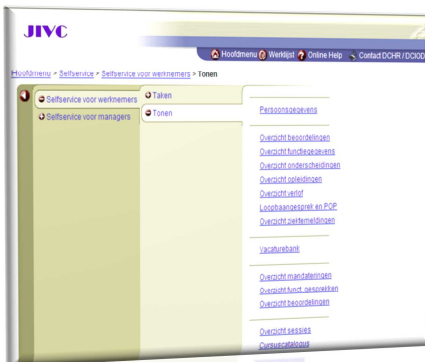 JIVC
Hoofdmenu Werklijst Online Help Contact DCHR / DCIOD
Hoofdmenu > Selfservice > Selfservice voor werknemers > Tonen
Selfservice voor werknemers
Selfservice voor managers
Taken
Tonen
Persoonsgegevens
Overzicht beoordelingen
Overzicht functiegegevens
Overzicht onderscheidingen
Overzicht opleidingen
Overzicht verlof
Loopbaangesprek en POP
Overzicht ziektemeldingen
Vacaturebank
Overzicht mandateringen
Overzicht funct. gesprekken
Overzicht beoordelingen
Overzicht sessies
Cursuscatalogus